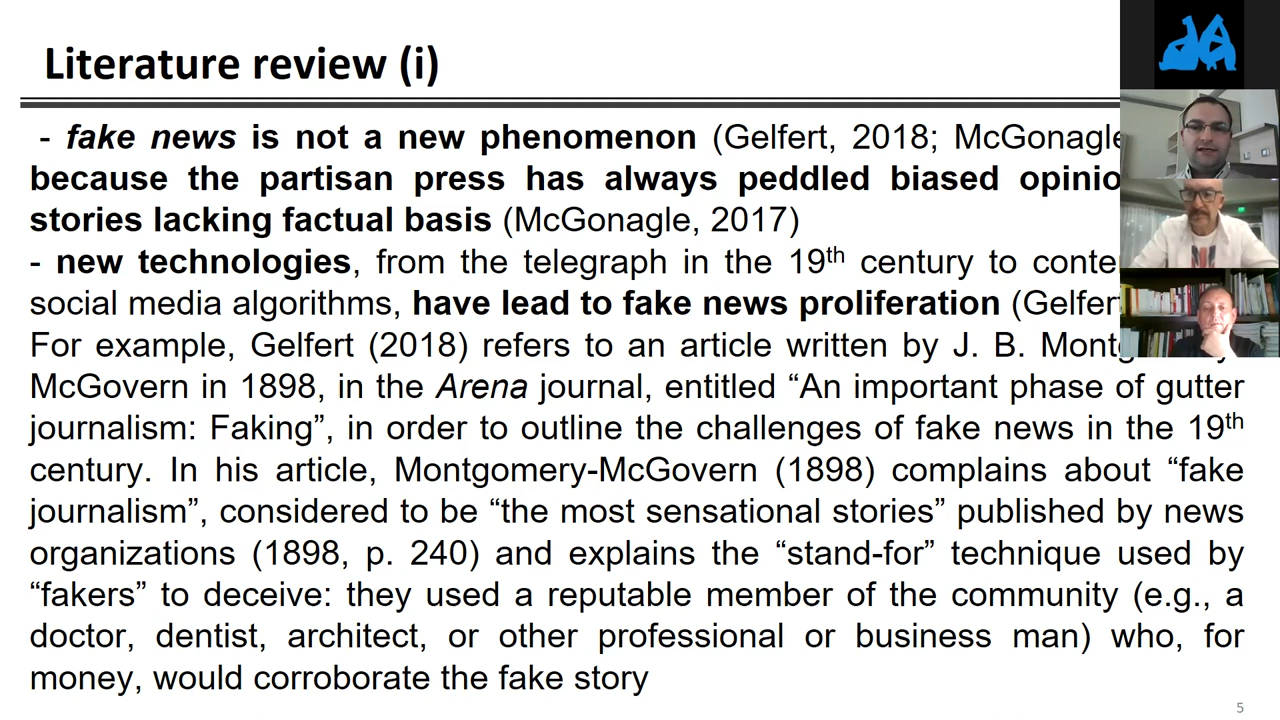 Literature review (i)
- fake news is not a new phenomenon (Gelfert, 2018; McGonagle
because the partisan press has always peddled biased
stories lacking factual basis (McGonagle, 2017)
- new technologies, from the telegraph in the 19th century to
social media algorithms, have lead to fake news proliferation
For example, Gelfert (2018) refers to an article written by J. B.
McGovern in 1898, in the Arena journal, entitled “An important phase of gutter
journalism: Faking”, in order to outline the challenges of fake news in the 19th
century. In his article, Montgomery-McGovern (1898) complains about “fake
journalism”, considered to be “the most sensational stories” published by news
organizations (1898, p. 240) and explains the “stand-for” technique used by
“fakers” to deceive: they used a reputable member of the community (e.g., a
doctor, dentist, architect, or other professional or business man) who, for
money, would corroborate the fake story
5